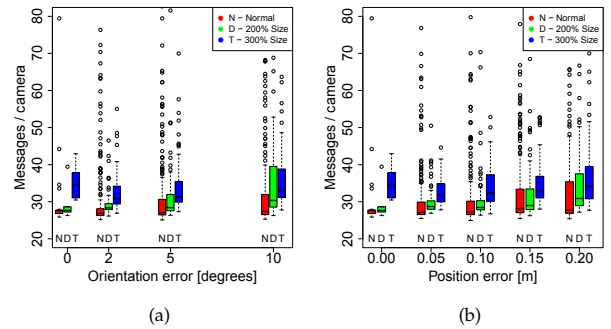 80
70
60
50
40
30
20
Messages / camera
N − Normal
D − 200% Size
T − 300% Size
N D T N D T N D T N D T
0 2 5 10
Orientation error [degrees]
(a)
80
70
60
50
40
30
20
Messages / camera
N − Normal
D − 200% Size
T − 300% Size
N D T N D T N D T N D T N D T
0.00 0.05 0.10 0.15 0.20
Position error [m]
(b)